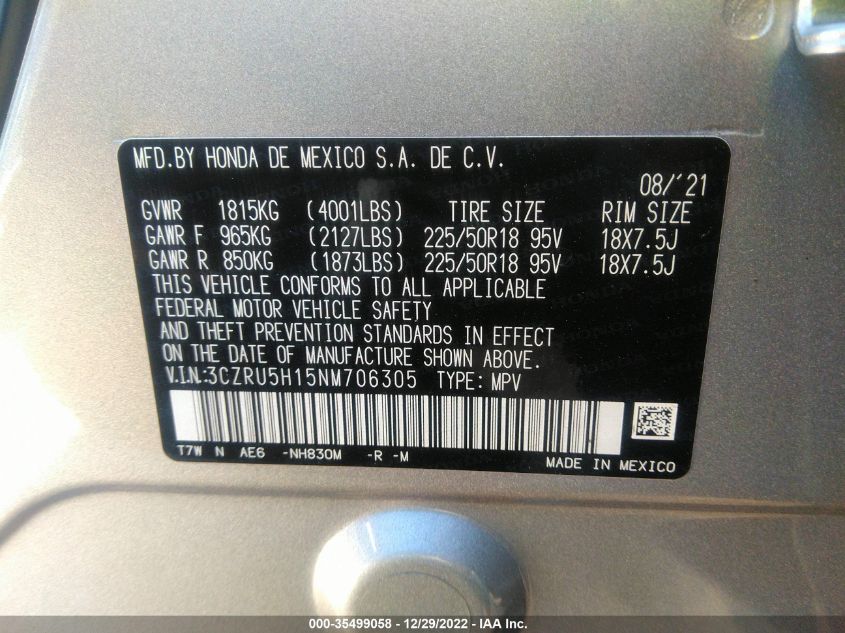 MFD.BY HONDA DE MEXICO S.A. DE C.V.
08/'21
GVWR 1815KG (4001LBS) TIRE SIZE RIM SIZE
GAWR F 965KG (2127LBS) 225/50R18 95V 18X7.5J
GAWR R 850KG (1873LBS) 225/50R18 95V 18X7.5J
THIS VEHICLE CONFORMS TO ALL APPLICABLE
FEDERAL MOTOR VEHICLE SAFETY
AND THEFT PREVENTION STANDARDS IN EFFECT
ON THE DATE OF MANUFACTURE SHOWN ABOVE.
V.I.N.:3CZRU5H15NM706305 TYPE: MPV
T7W N AE6 -NH830M -R -M
MADE IN MEXICO
000-35499058 - 12/29/2022 - IAA Inc.